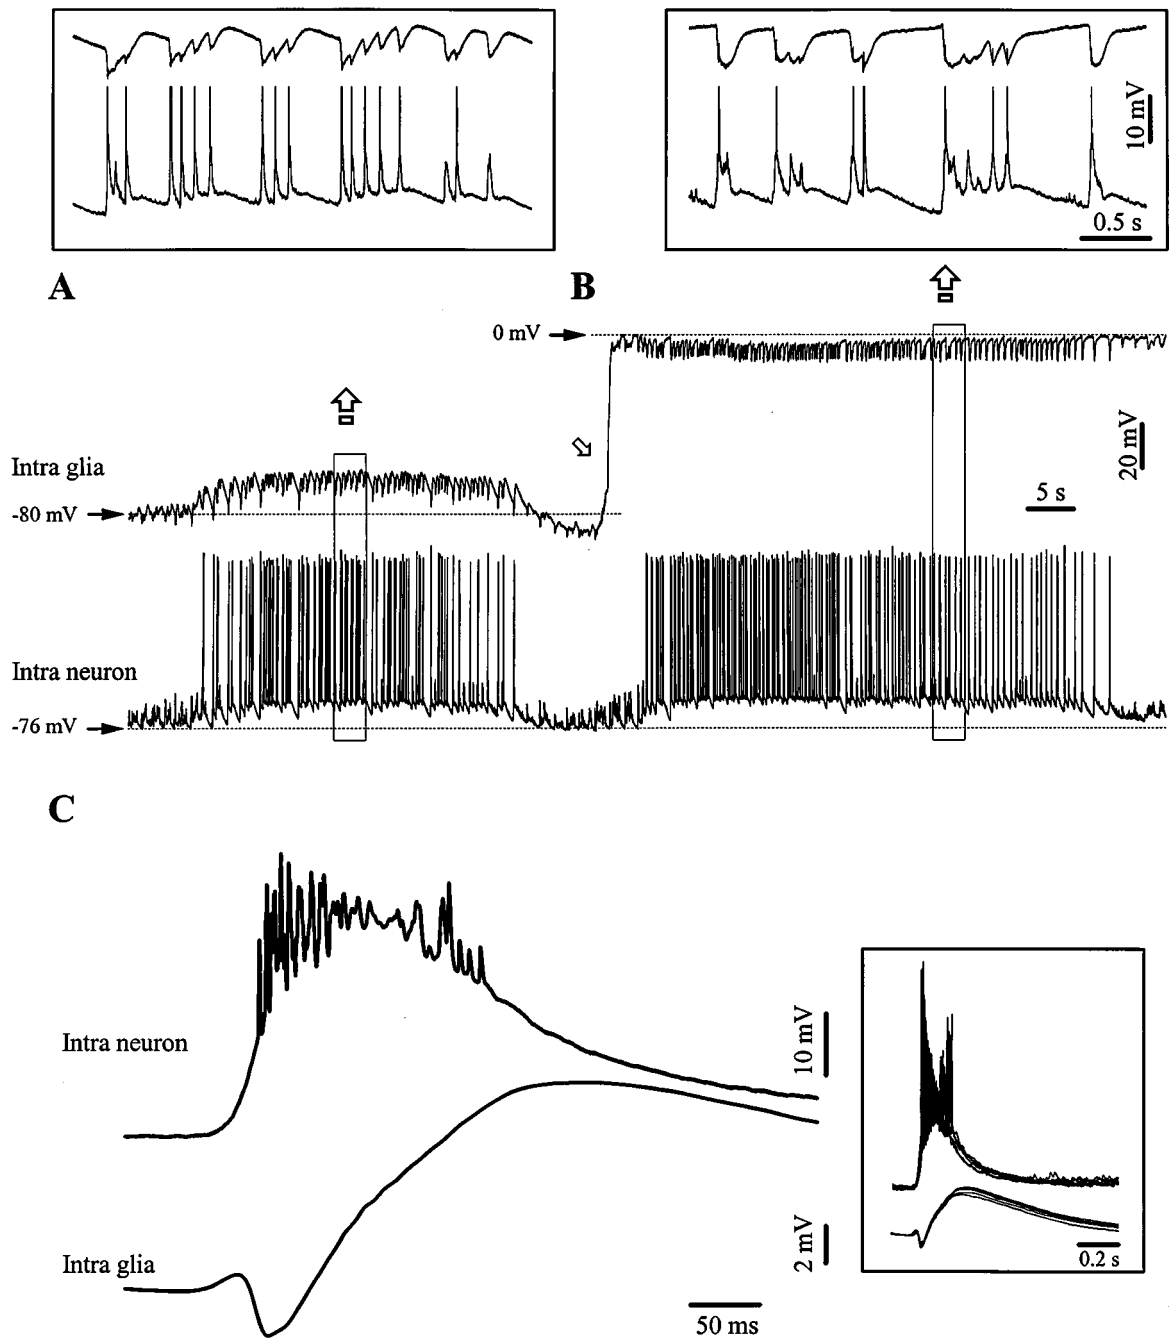 10 mV
0.5 s
A
B
0 mV
Intra glia
20 mV
5 s
-80 mV
Intra neuron
-76 mV
C
Intra neuron
10 mV
Intra glia
2 mV
0.2 s
50 ms